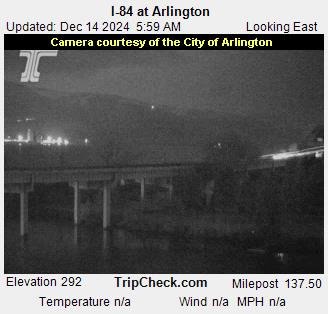 I-84 at Arlington
Updated: Dec 14 2024 5:59 AM Looking East
Camera courtesy of the City of Arlington
Elevation 292 TripCheck.com Milepost 137.50
Temperature n/a Wind n/a MPH n/a